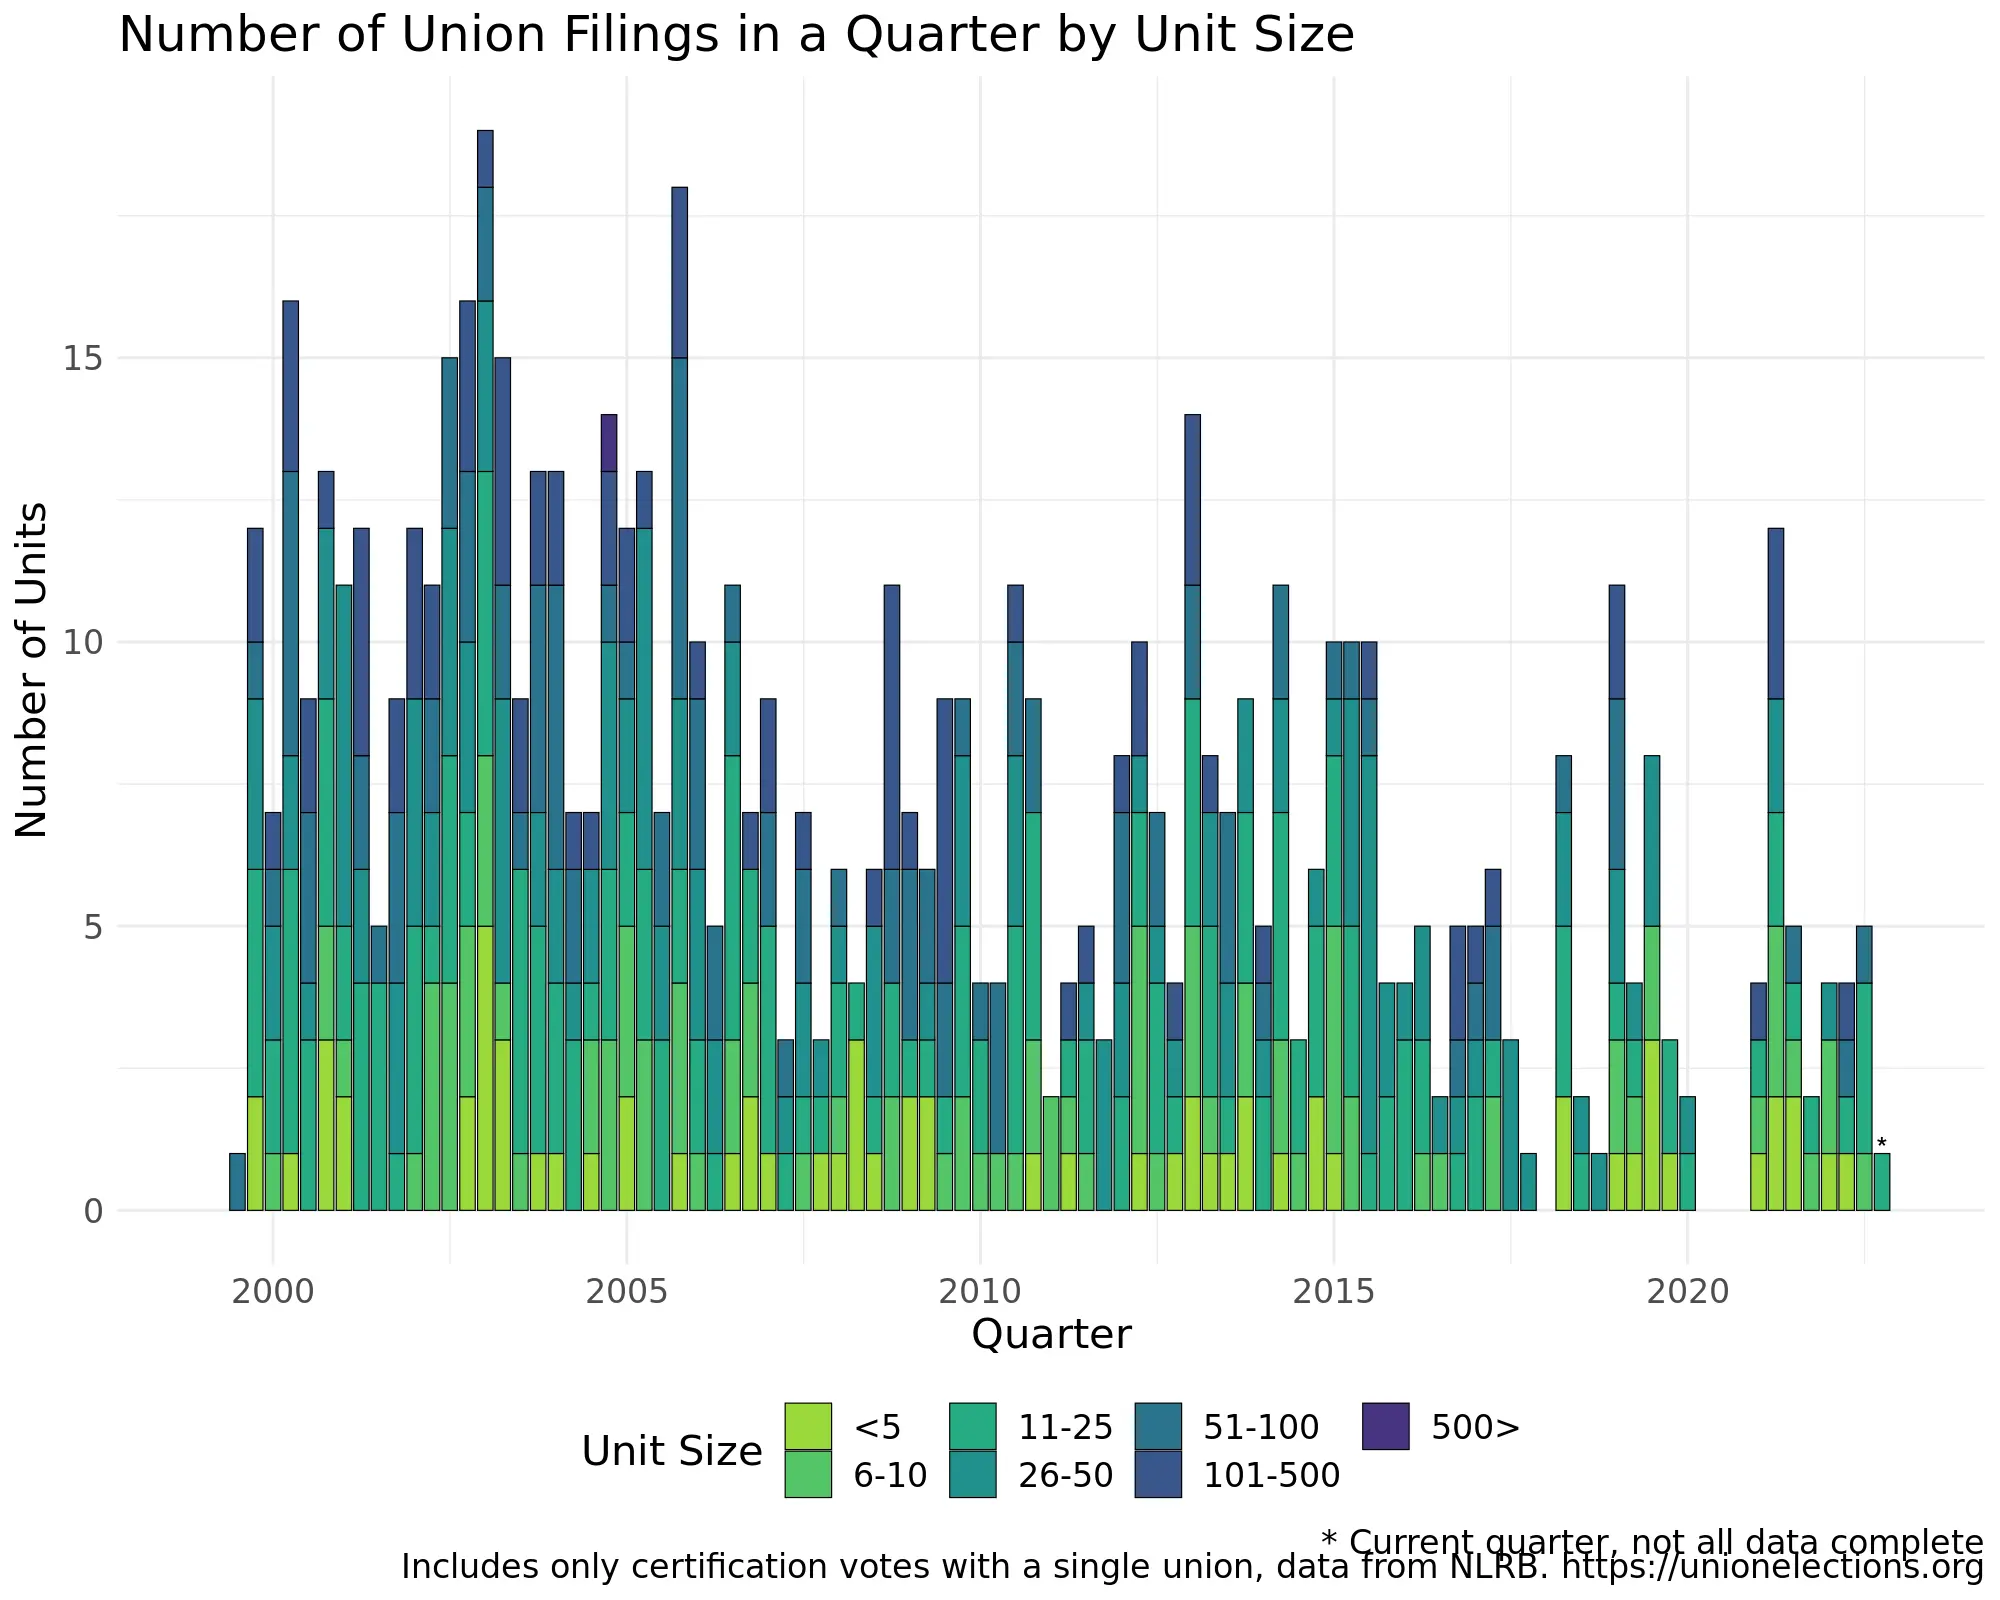 Number of Union Filings in a Quarter by Unit Size
Number of Units
15
10
5
0
*
2000 2005 2010 2015 2020
Quarter
Unit Size
<5 11-25 51-100 500>
6-10 26-50 101-500
* Current quarter, not all data complete
Includes only certification votes with a single union, data from NLRB. https://unionelections.org